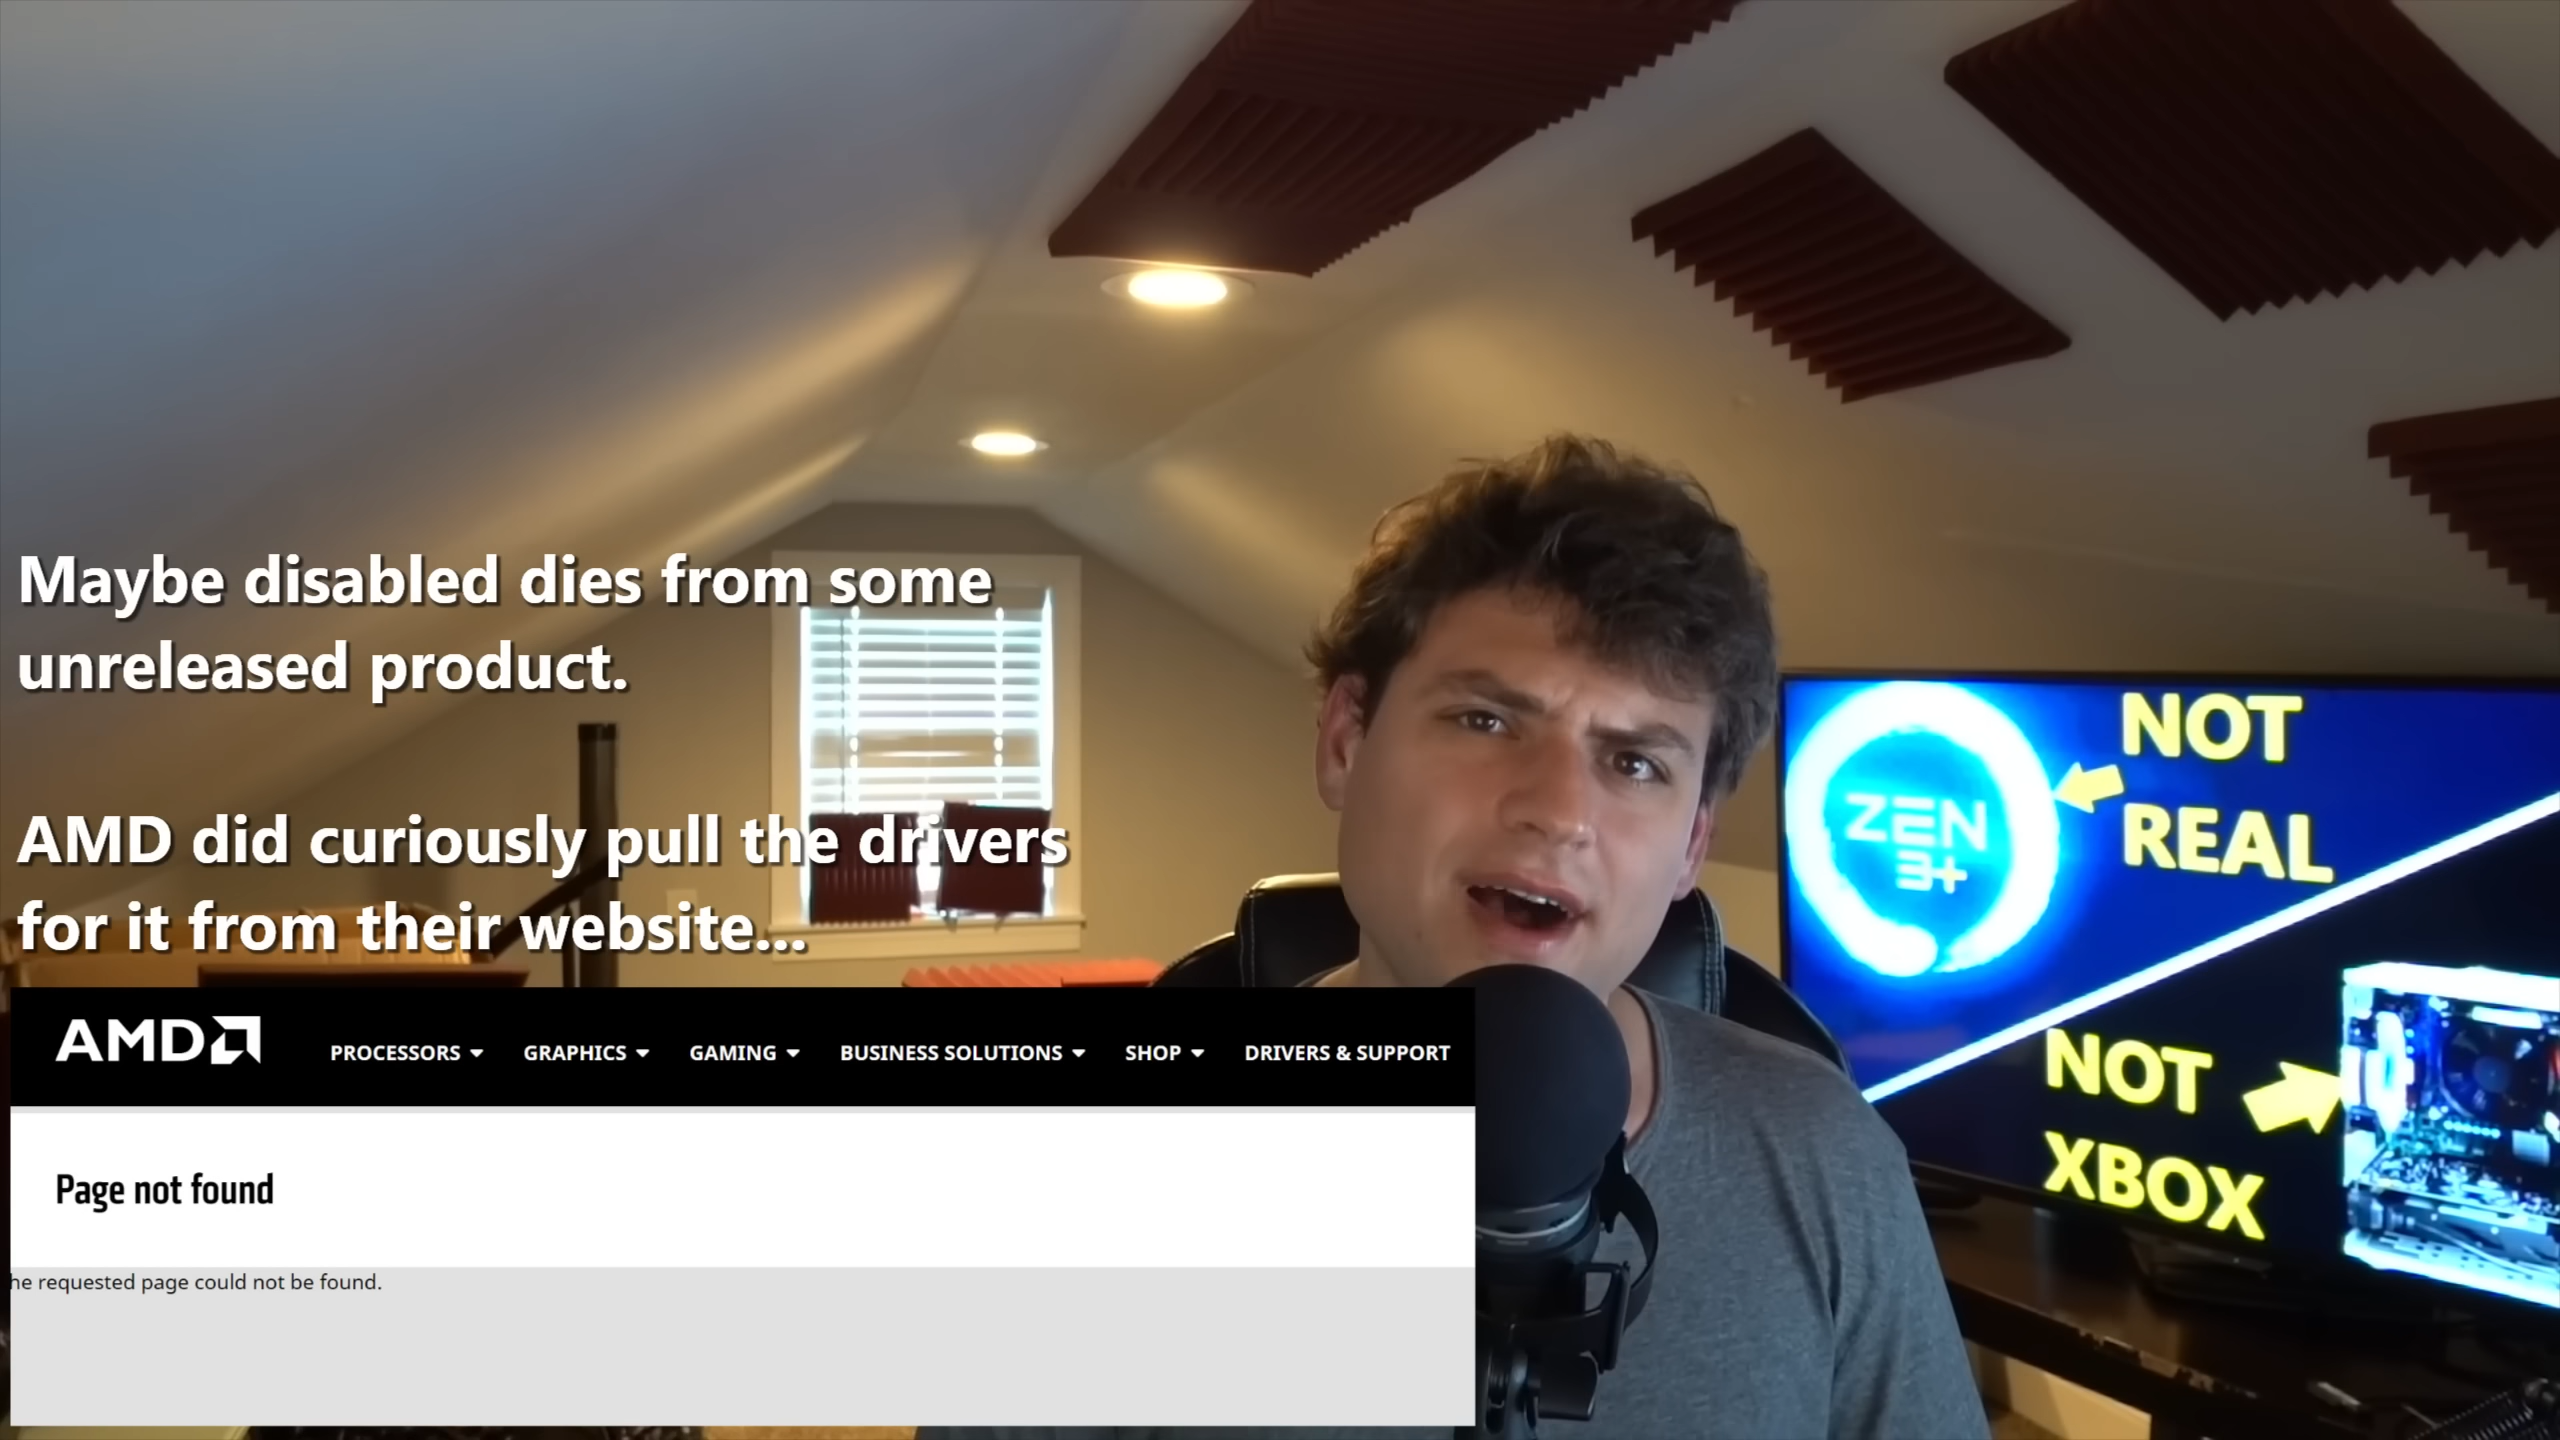 Maybe disabled dies from some
unreleased product.
AMD did curiously pull the drivers
for it from their website...
AMD
PROCESSORS GRAPHICS GAMING BUSINESS SOLUTIONS SHOP DRIVERS & SUPPORT
Page not found
he requested page could not be found.
ZEN
3+
NOT
REAL
NOT
XBOX